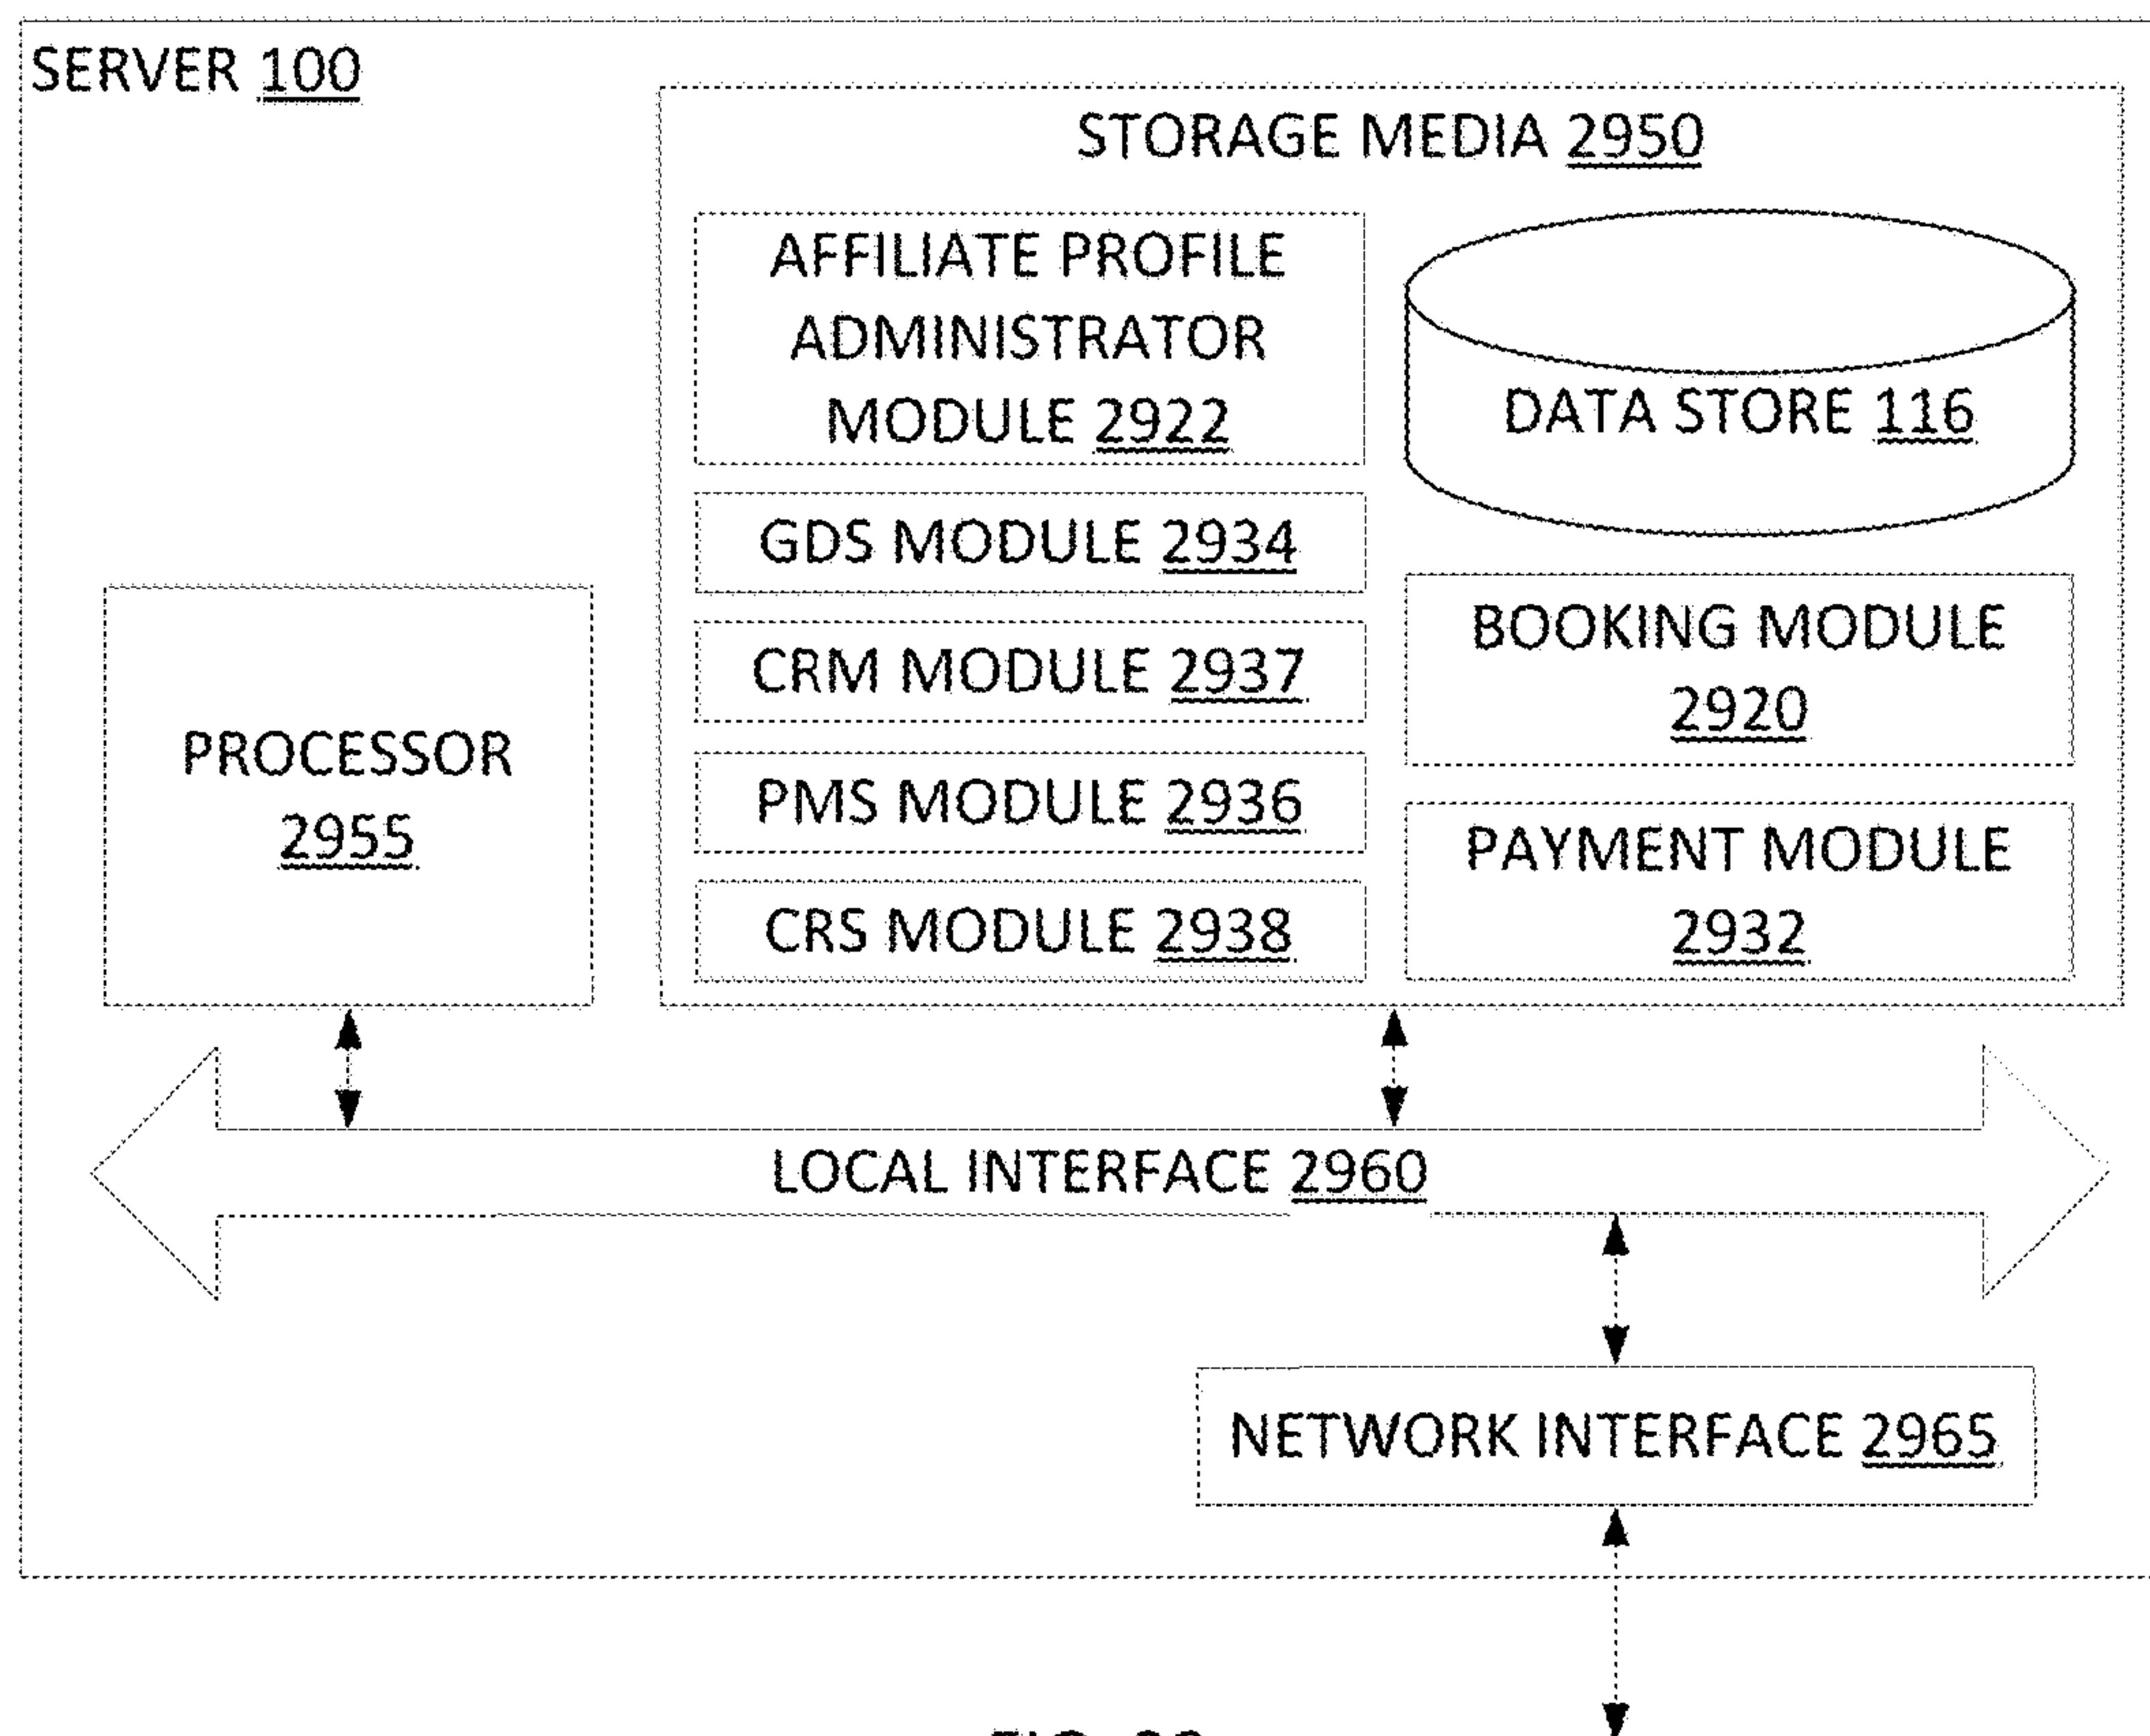 SERVER 100
STORAGE MEDIA 2950
AFFILIATE PROFILE
ADMINISTRATOR
MODULE 2922
DATA STORE 116
GDS MODULE 2934
CRM MODULE 2937
PMS MODULE 2936
CRS MODULE 2938
BOOKING MODULE
2920
PAYMENT MODULE
2932
PROCESSOR
2955
LOCAL INTERFACE 2960
NETWORK INTERFACE 2965